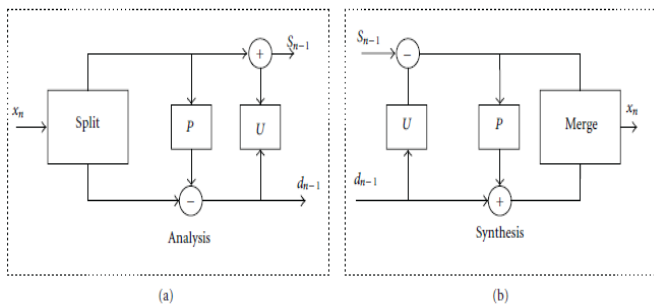 S_{n-1}
x_n
Split
P
U
d_{n-1}
Analysis
(a)
S_{n-1}
U
P
Merge
x_n
d_{n-1}
Synthesis
(b)